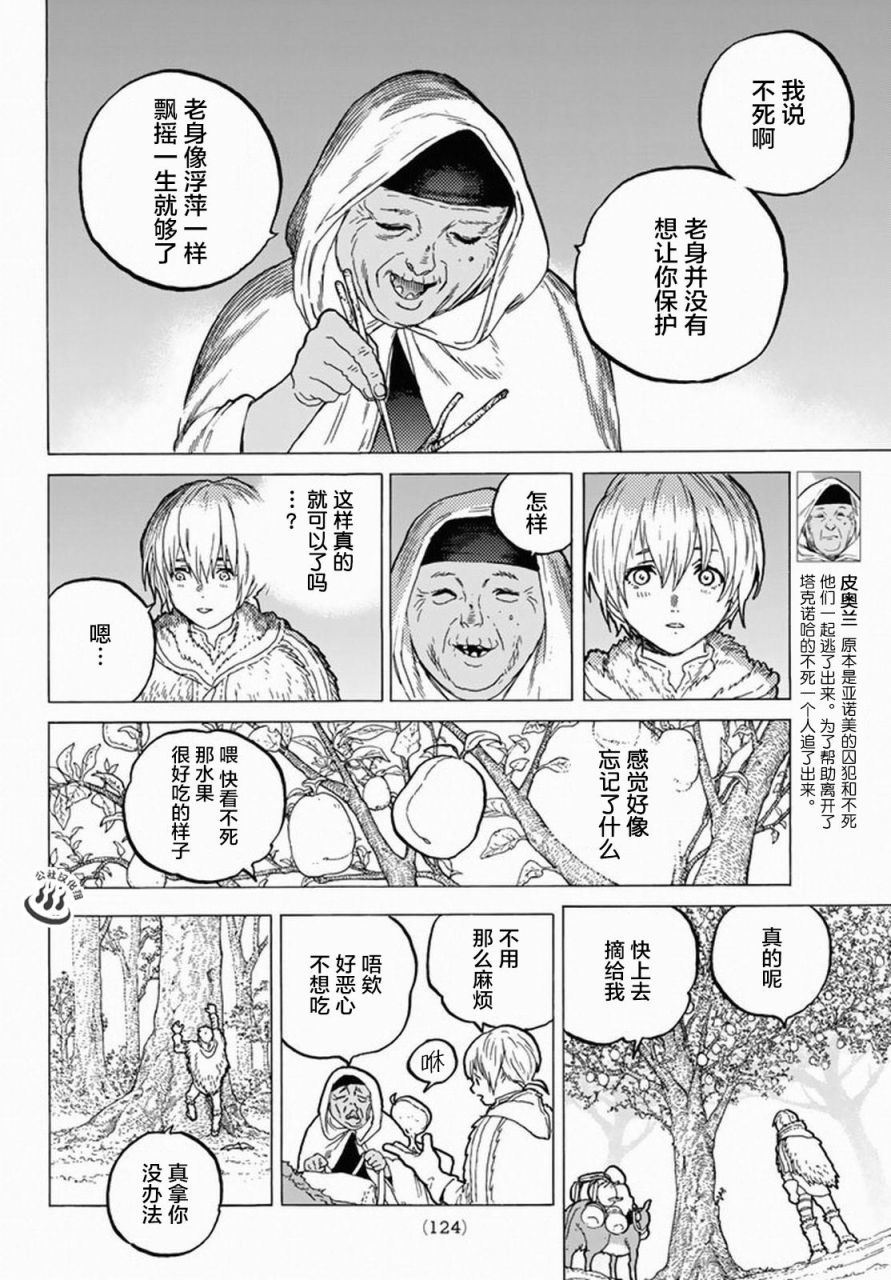 我说
不死啊
老身并没有
想让你保护
老身像浮萍一样
飘摇一生就够了
皮奥兰 原本是亚诺美的囚犯和不死
他们一起逃了出来。为了帮助离开了
塔克诺哈的不死一个人追了出来。
怎样
这样真的
就可以了吗
…?
嗯
…
感觉好像
忘记了什么
喂 快看不死
那水果
很好吃的样子
真的呢
快上去
摘给我
不用
那么麻烦
咻
唔欸
好恶心
不想吃
真拿你
没办法
公社汉化组
(124)